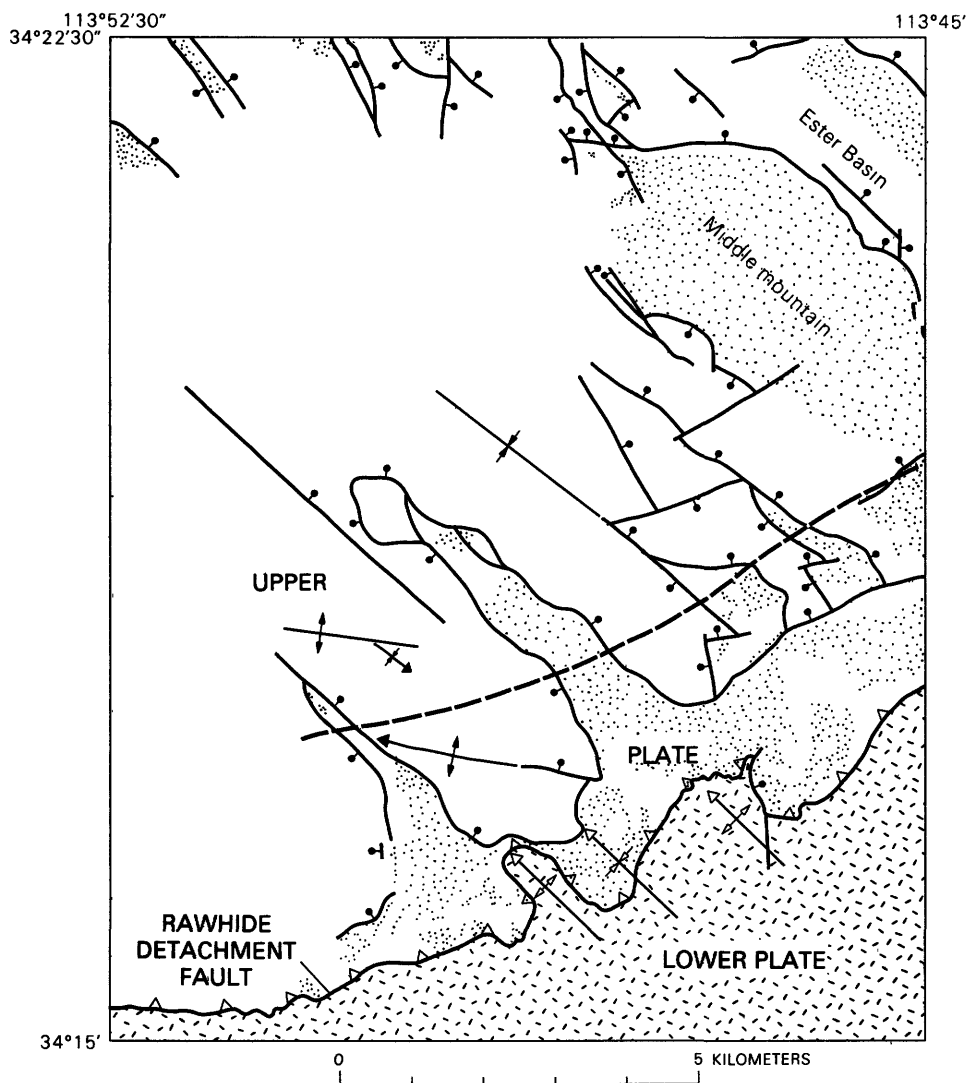 113°52'30"
113°45'
34°22'30"
Ester Basin
Middle mountain
UPPER
PLATE
RAWHIDE
DETACHMENT
FAULT
LOWER PLATE
34°15'
0
5 KILOMETERS